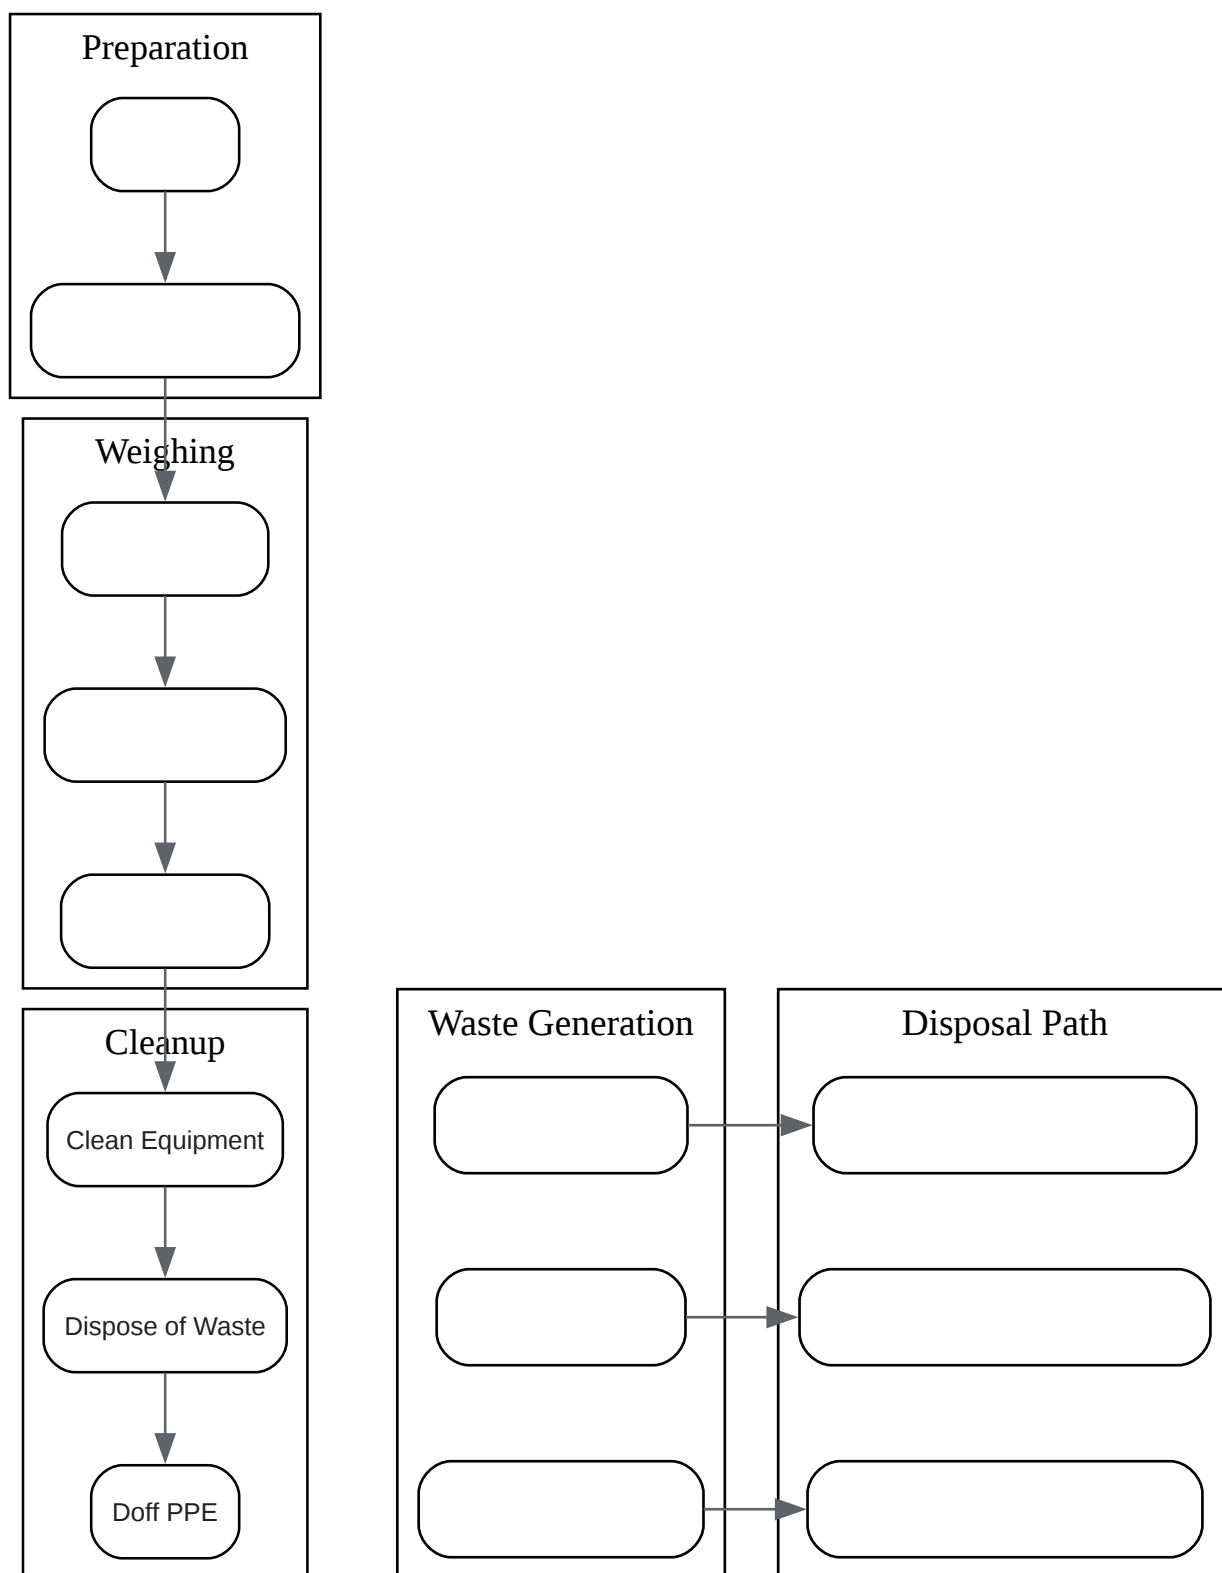 Preparation
Weighing
Cleanup
Clean Equipment
Dispose of Waste
Doff PPE
Waste Generation
Disposal Path